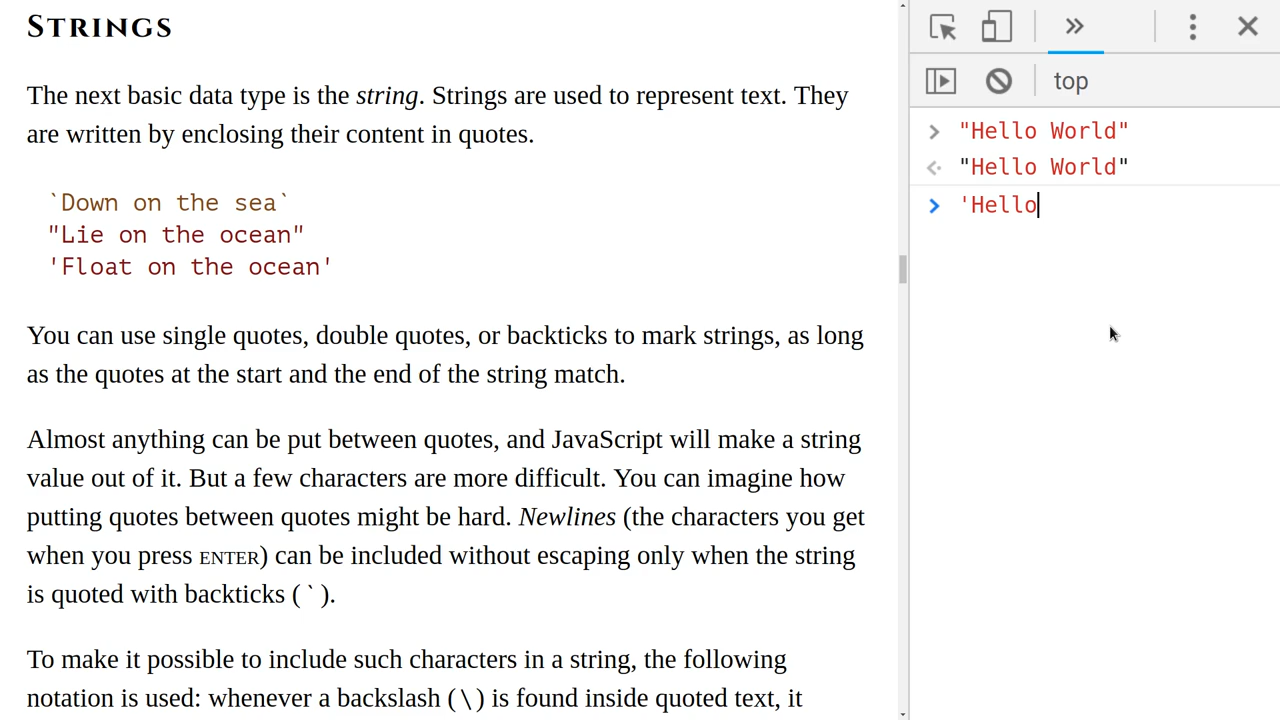 STRINGS
The next basic data type is the string. Strings are used to represent text. They
are written by enclosing their content in quotes.
`Down on the sea`
"Lie on the ocean"
'Float on the ocean'
You can use single quotes, double quotes, or backticks to mark strings, as long
as the quotes at the start and the end of the string match.
Almost anything can be put between quotes, and JavaScript will make a string
value out of it. But a few characters are more difficult. You can imagine how
putting quotes between quotes might be hard. Newlines (the characters you get
when you press ENTER) can be included without escaping only when the string
is quoted with backticks (`).
To make it possible to include such characters in a string, the following
notation is used: whenever a backslash (\) is found inside quoted text, it
top
"Hello World"
"Hello World"
'Hello